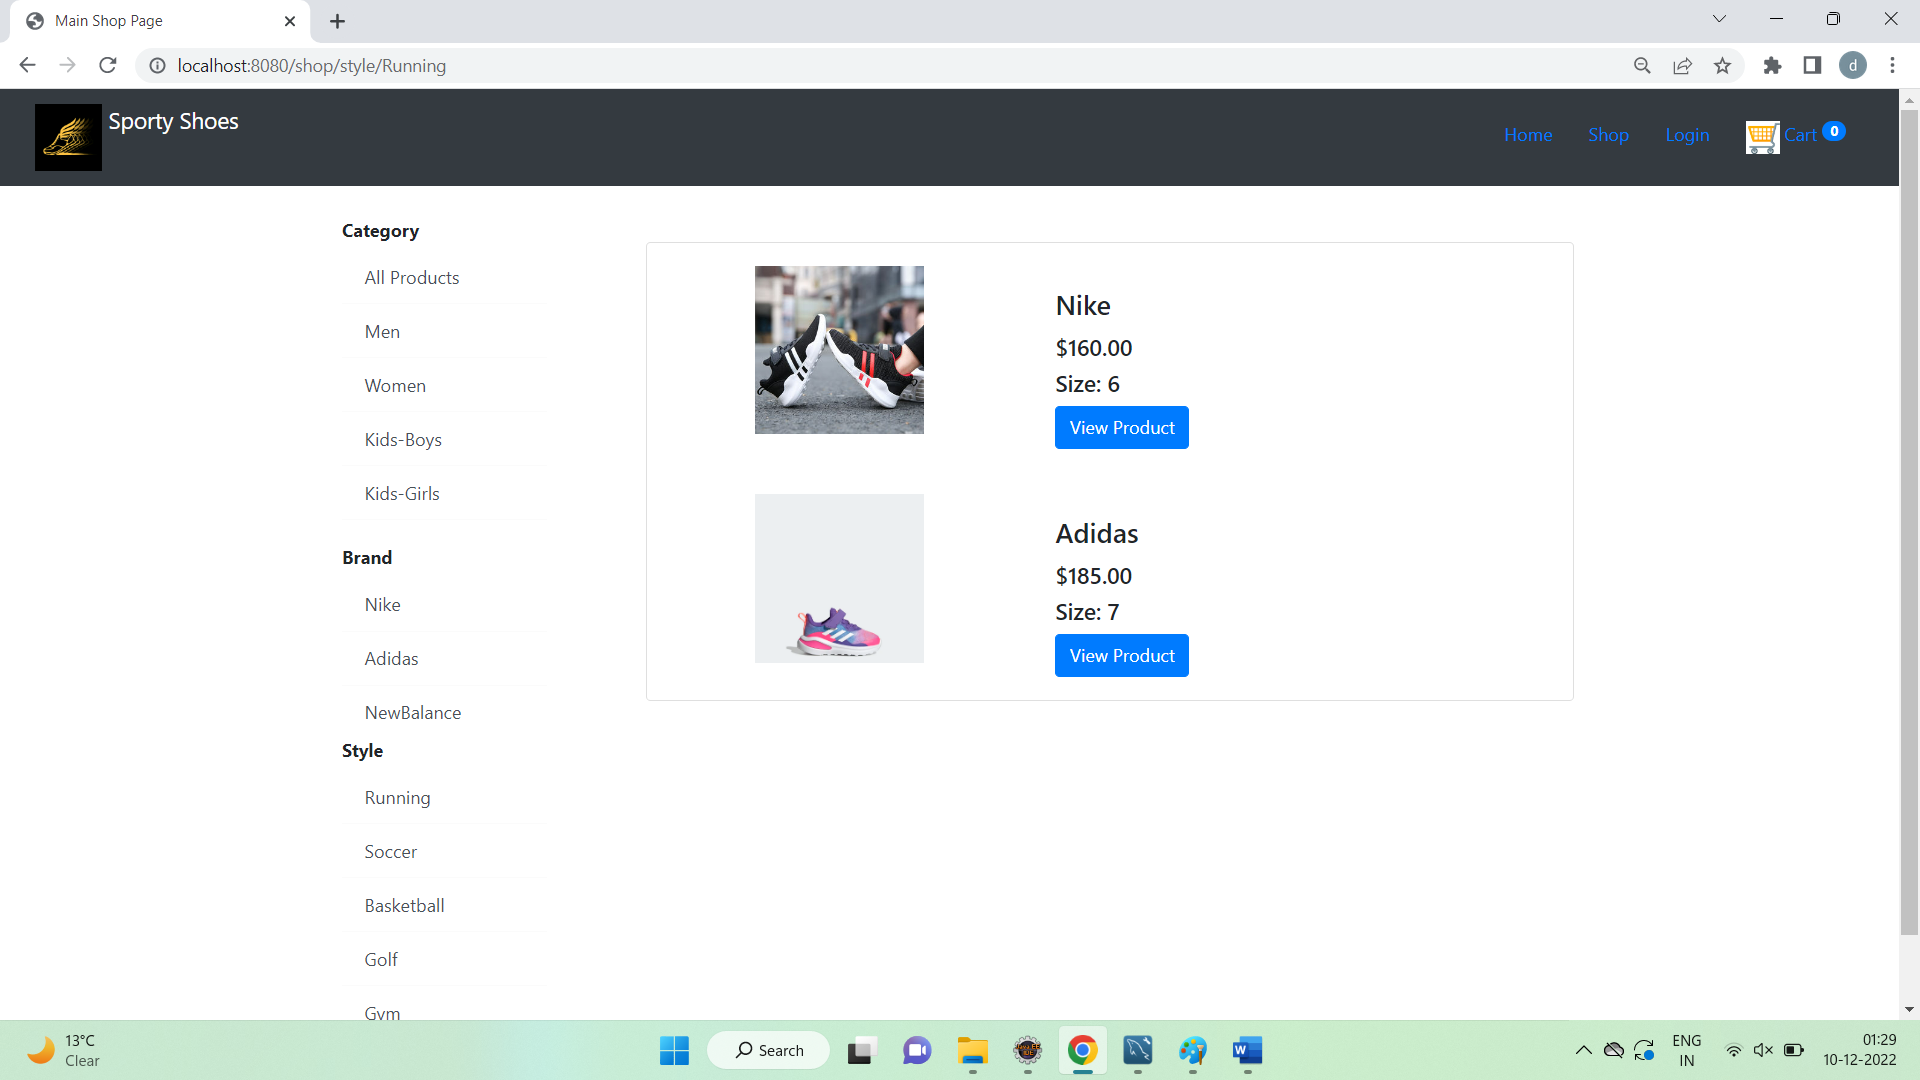 Main Shop Page
localhost:8080/shop/style/Running
d
Sporty Shoes
Home
Shop
Login
Cart 0
Category
All Products
Men
Women
Kids-Boys
Kids-Girls
Brand
Nike
Adidas
NewBalance
Style
Running
Soccer
Basketball
Golf
Gym
Nike
$160.00
Size: 6
View Product
Adidas
$185.00
Size: 7
View Product
13°C
Clear
Search
W
ENG
IN
01:29
10-12-2022